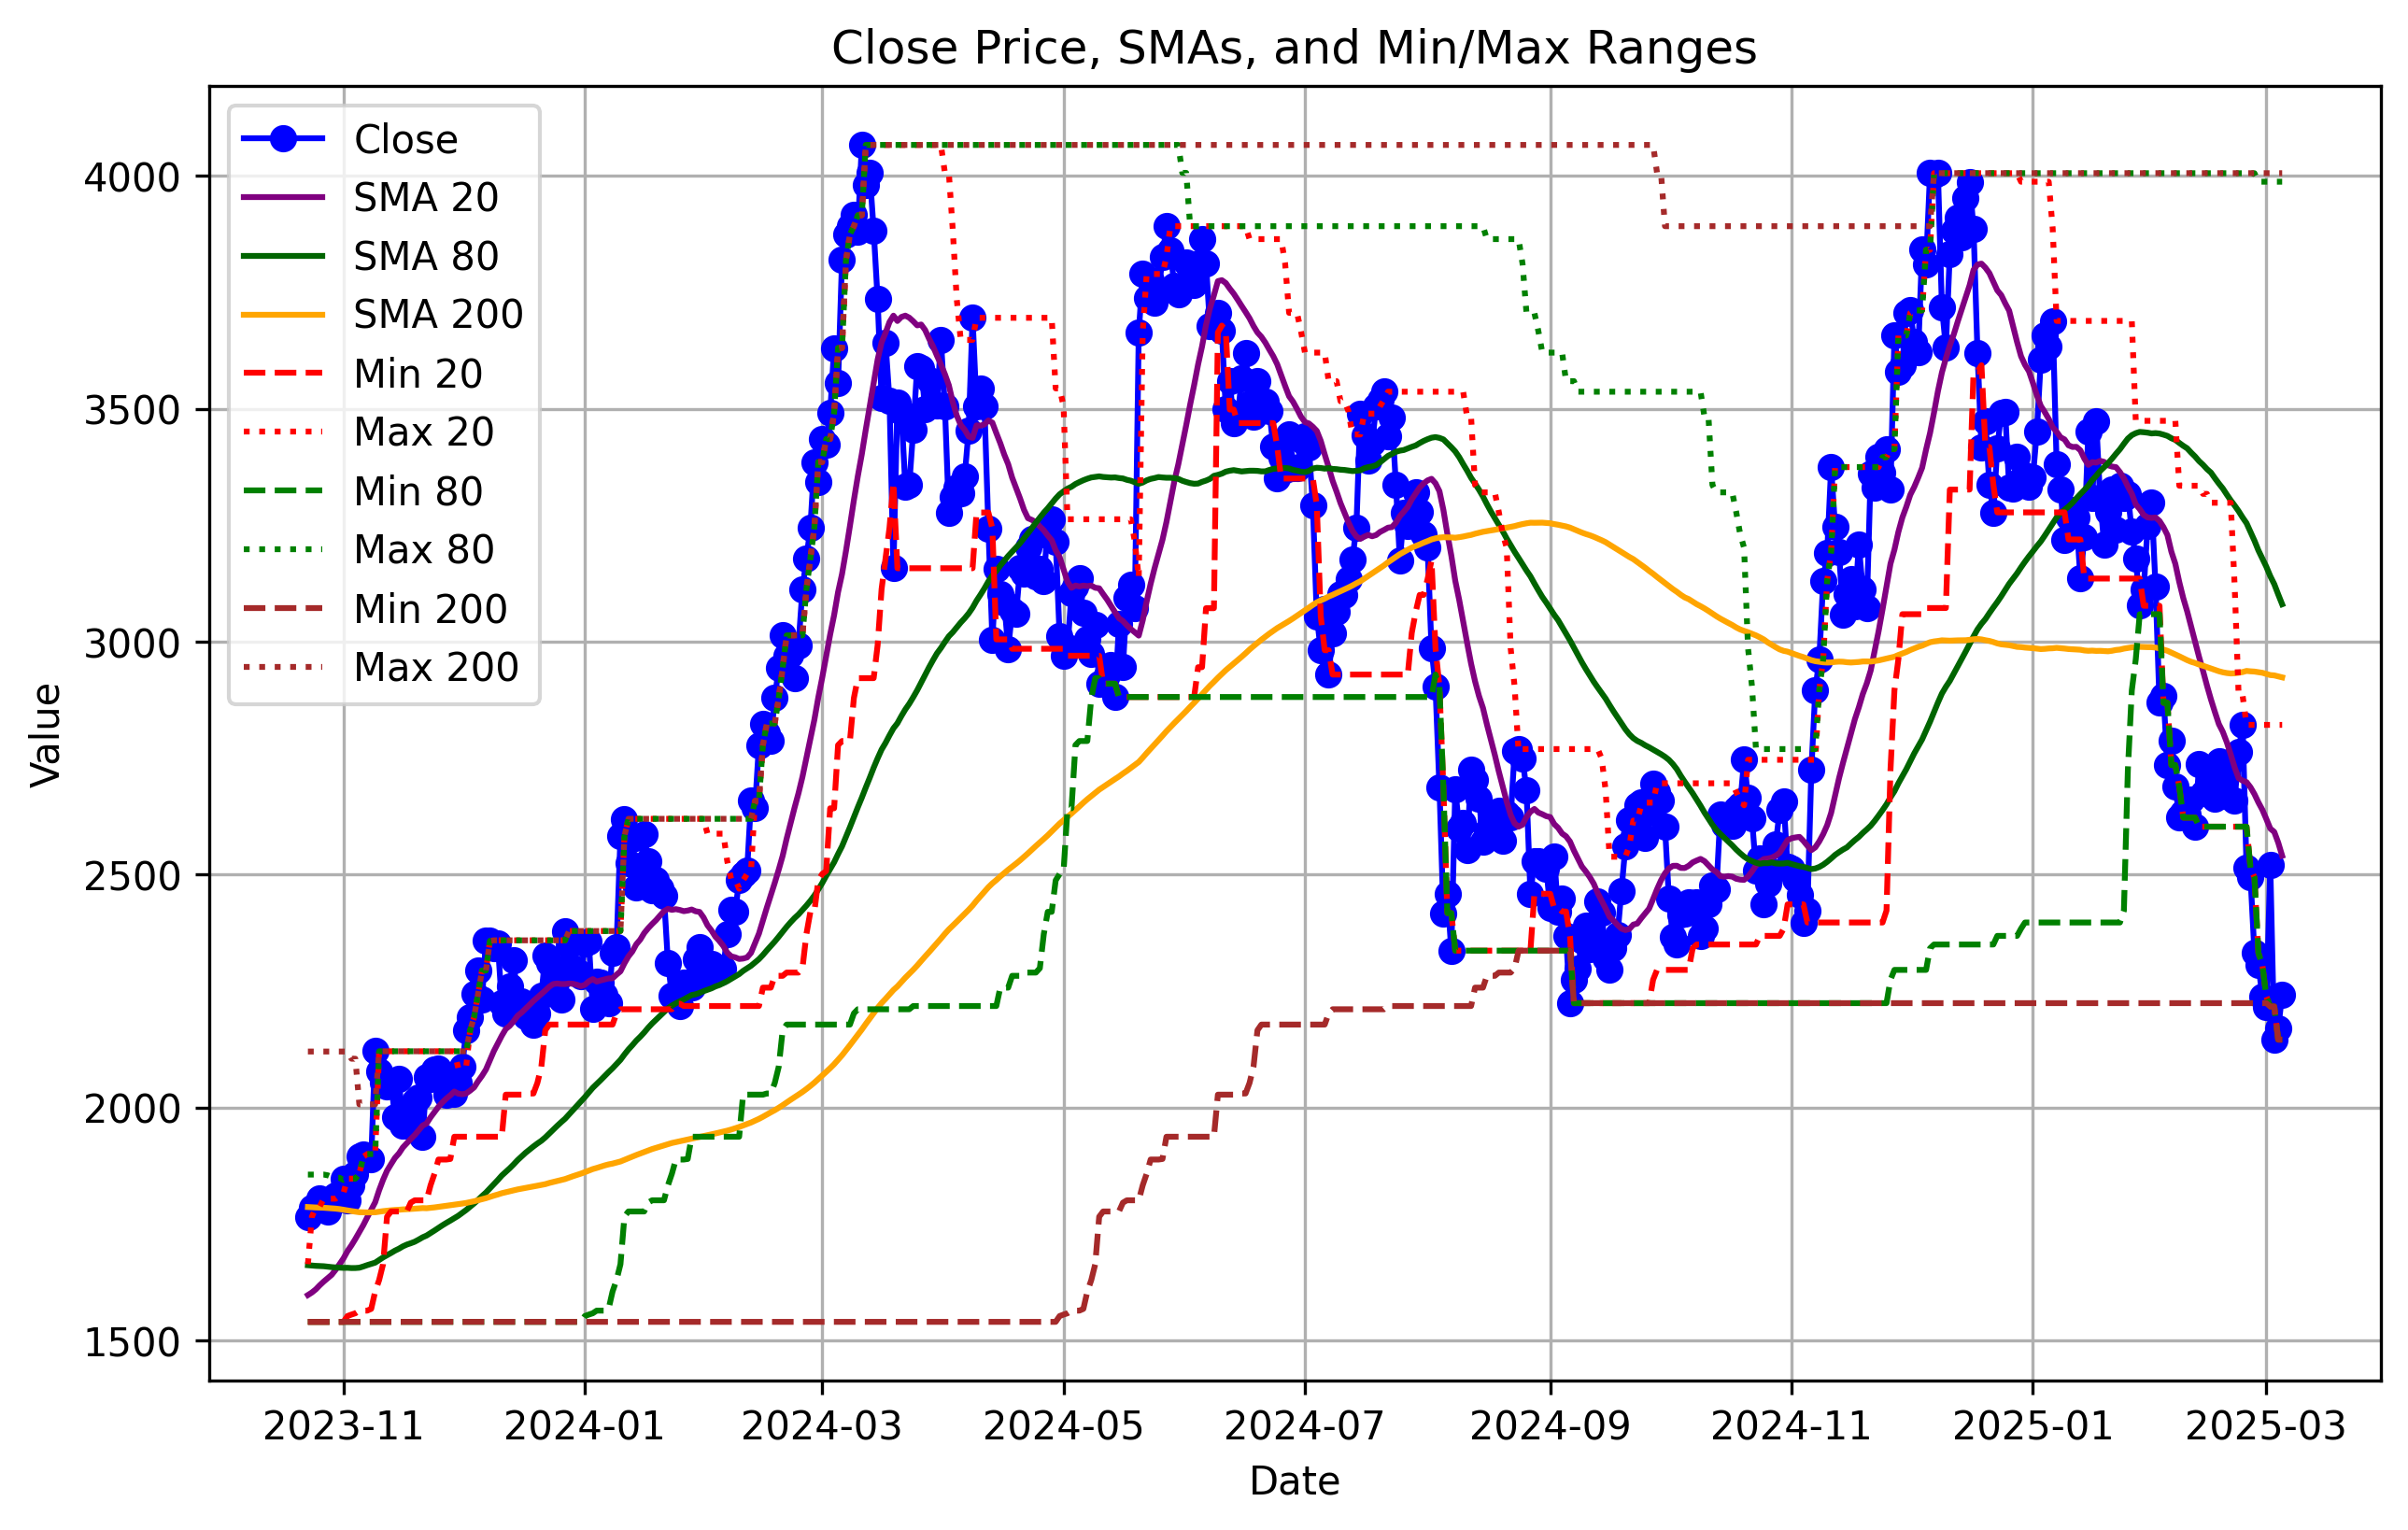 Close Price, SMAs, and Min/Max Ranges
Close
SMA 20
SMA 80
SMA 200
Min 20
Max 20
Min 80
Max 80
Min 200
Max 200
Value
4000
3500
3000
2500
2000
1500
2023-11 2024-01 2024-03 2024-05 2024-07 2024-09 2024-11 2025-01 2025-03
Date